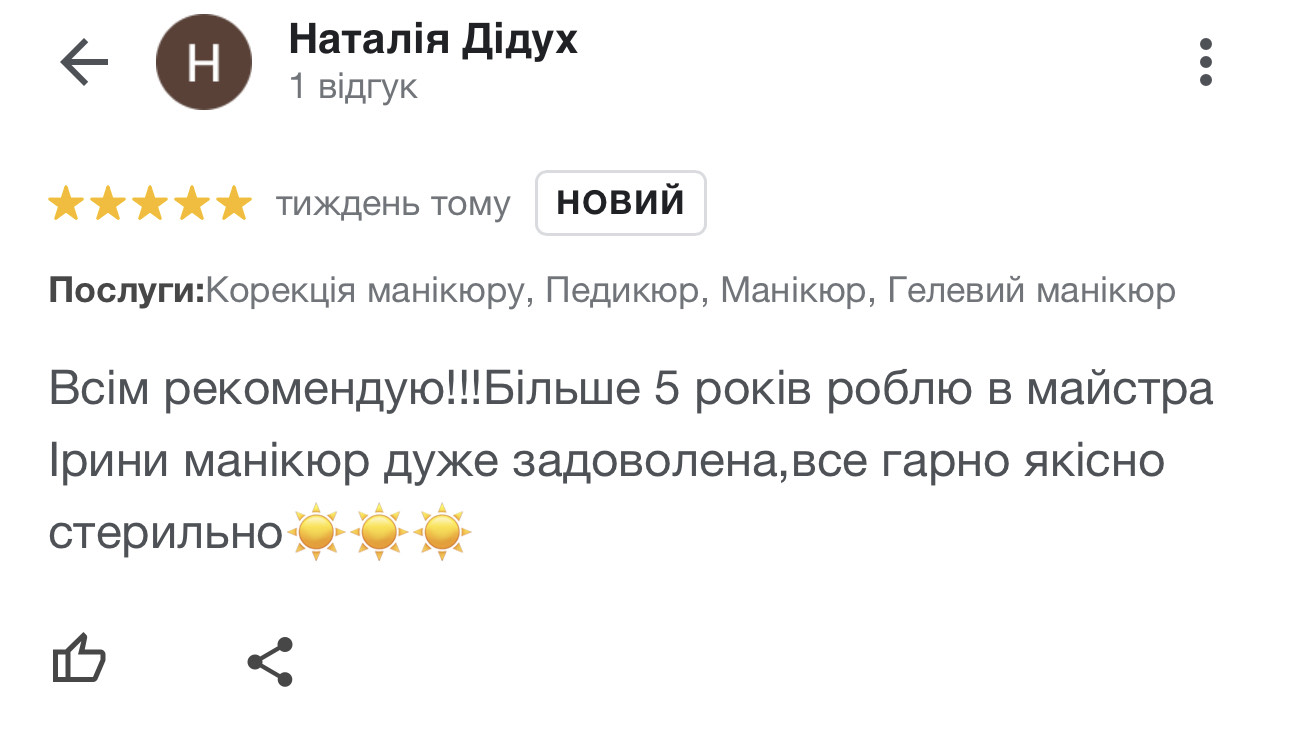 Н
Наталія Дідух
1 відгук
тиждень тому
НОВИЙ
Послуги:Корекція манікюру, Педикюр, Манікюр, Гелевий манікюр
Всім рекомендую!!!Більше 5 років роблю в майстра
Ірини манікюр дуже задоволена,все гарно якісно
стерильно☀️☀️☀️